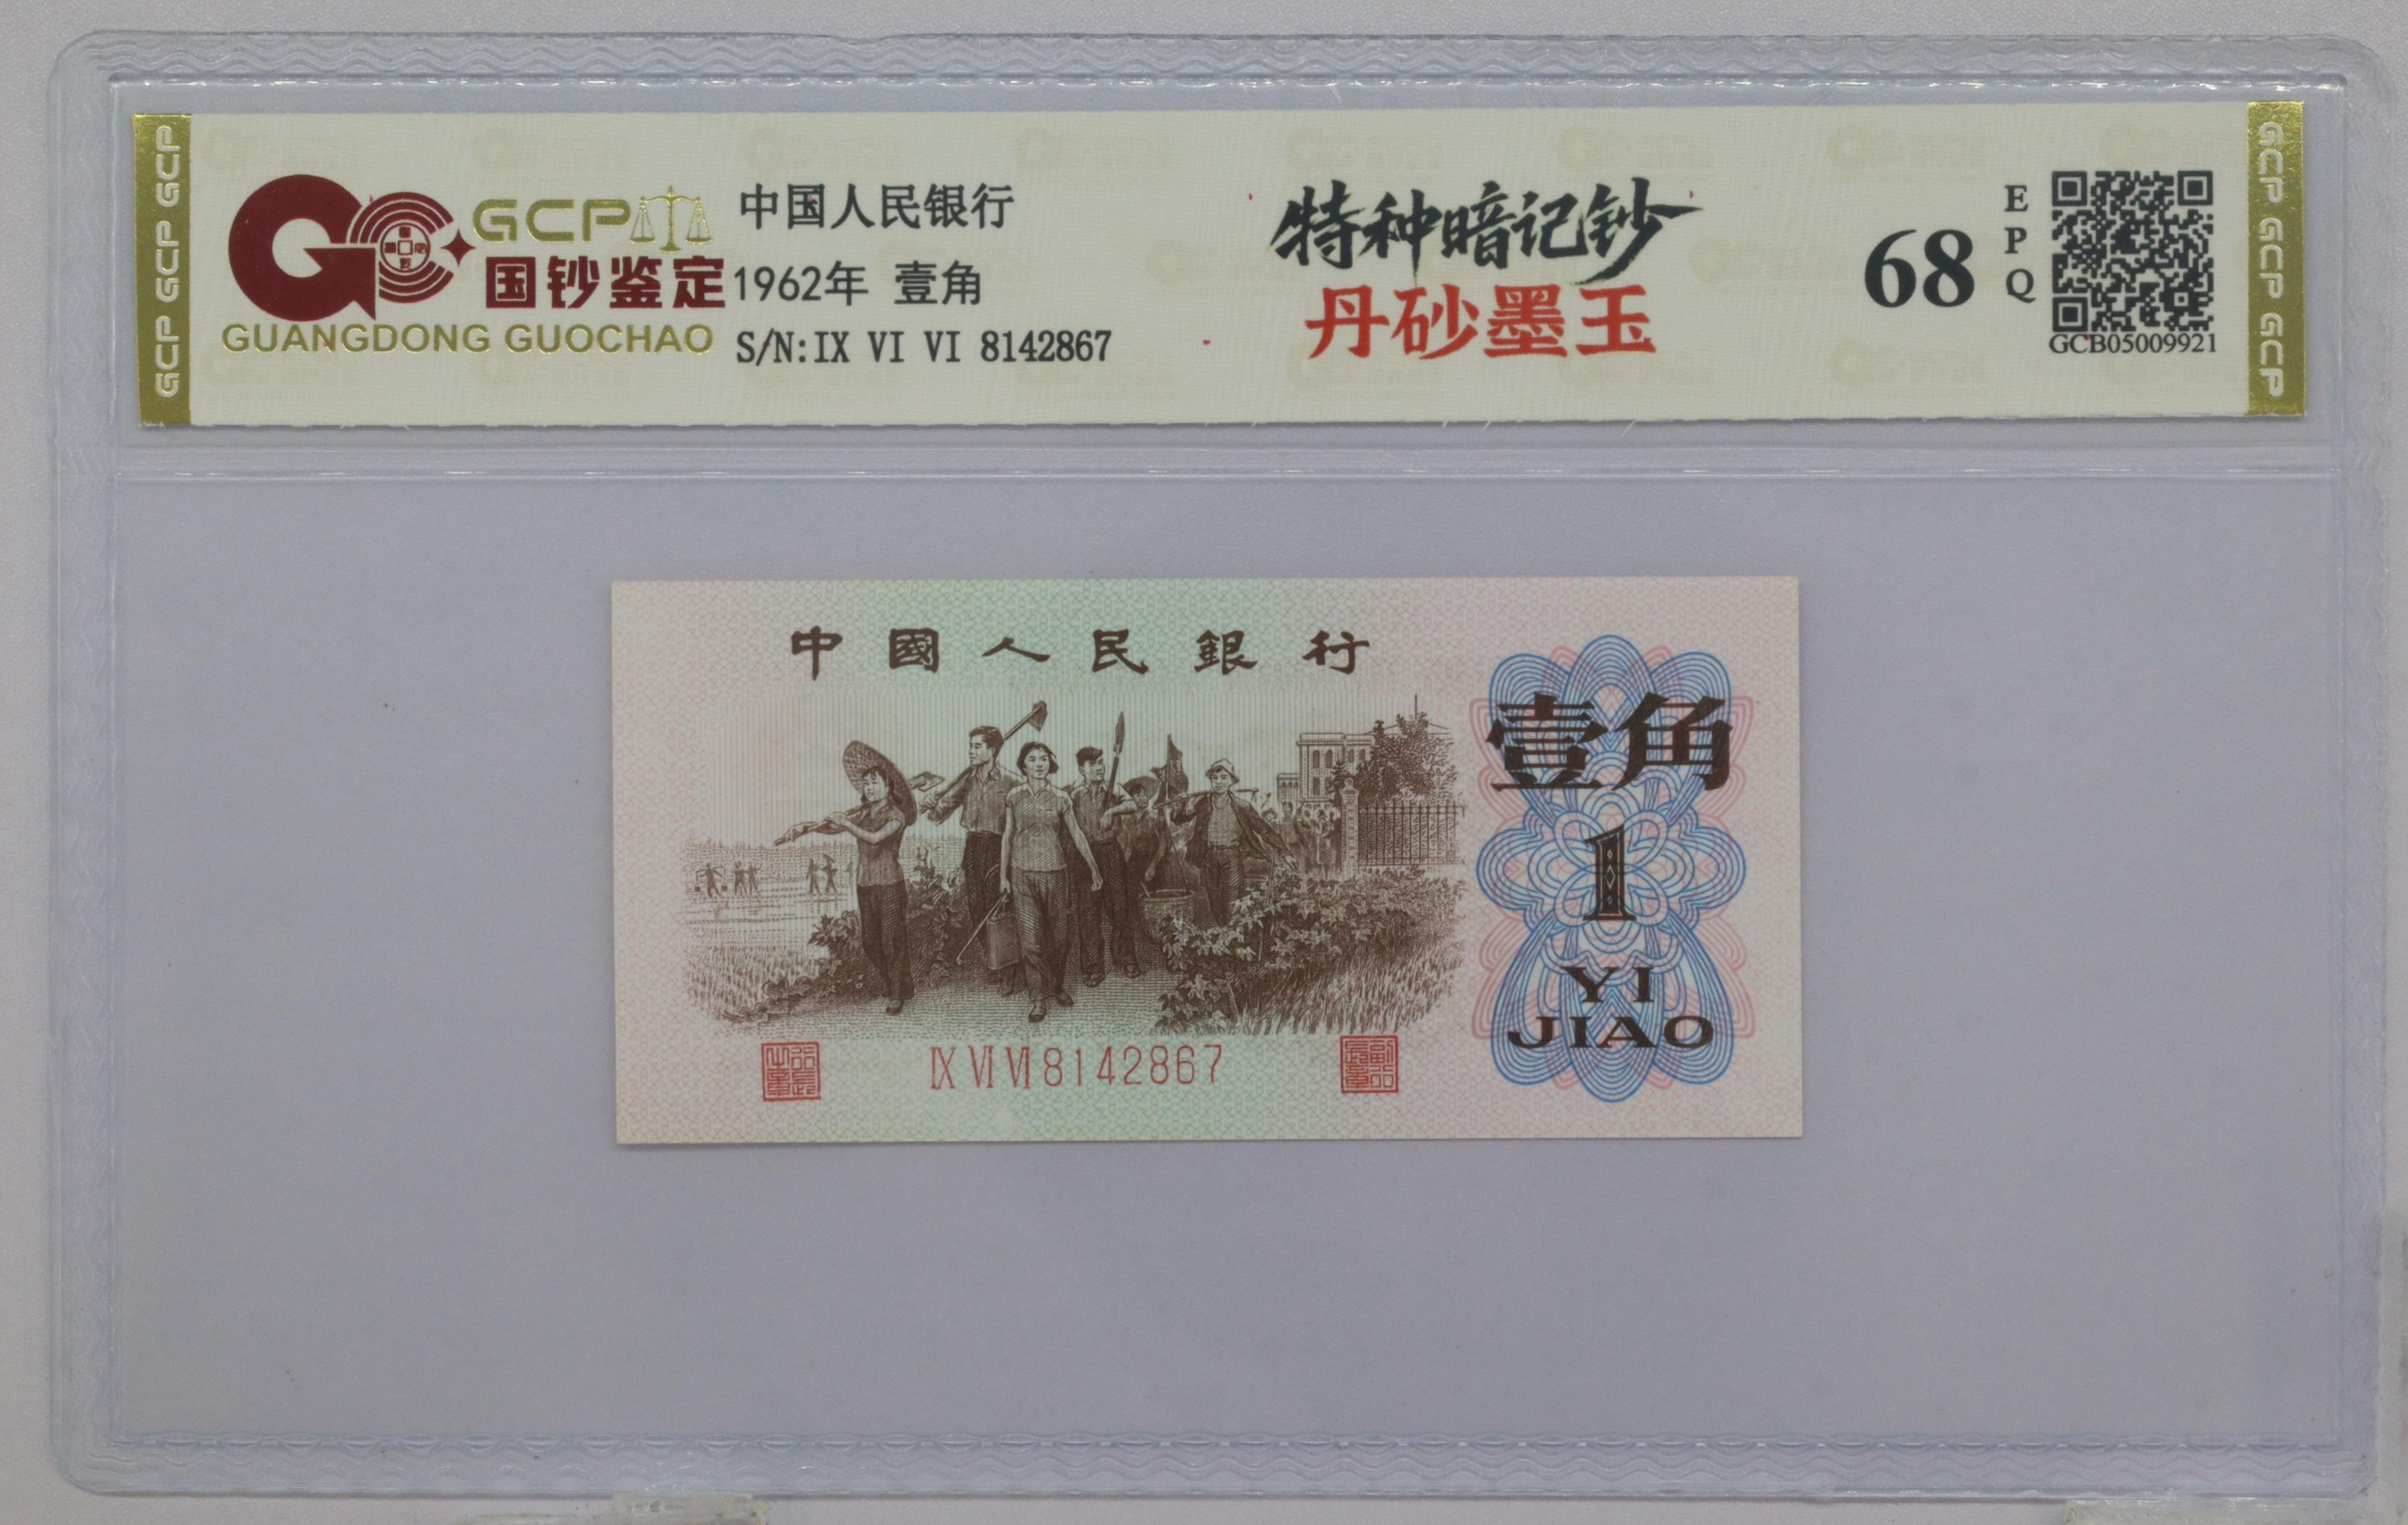 GCP GCP GCP
GCP
国钞鉴定
GUANGDONG GUOCHAO
中国人民银行
1962年 壹角
S/N:IX VI VI 8142867
特种暗记钞
丹砂墨玉
68
EPQ
GCB05009921
GCP GCP GCP
中國人民銀行
壹角
1
YI
JIAO
IX VI VI 8142867